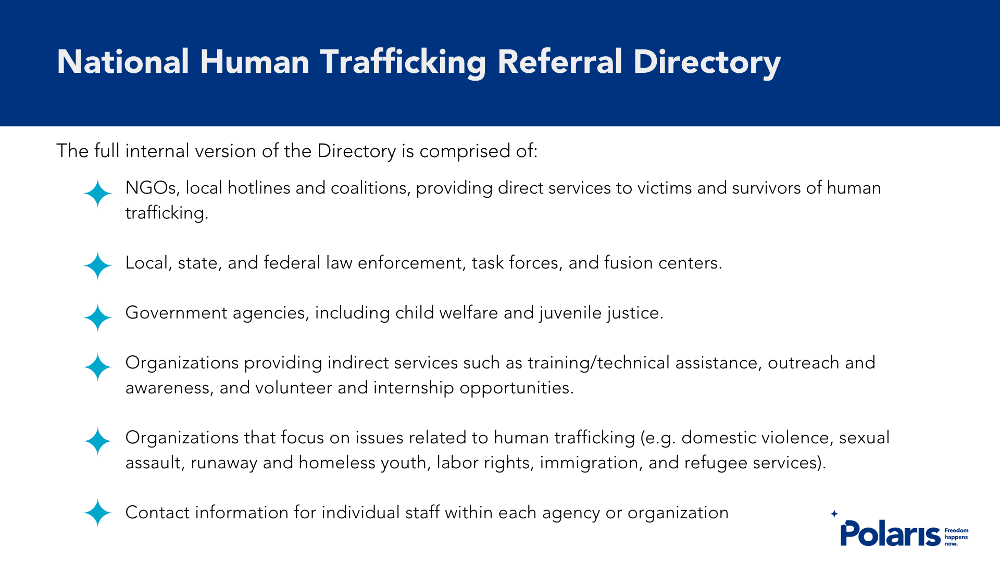 National Human Trafficking Referral Directory
The full internal version of the Directory is comprised of:
NGOs, local hotlines and coalitions, providing direct services to victims and survivors of human
trafficking.
Local, state, and federal law enforcement, task forces, and fusion centers.
Government agencies, including child welfare and juvenile justice.
Organizations providing indirect services such as training/technical assistance, outreach and
awareness, and volunteer and internship opportunities.
Organizations that focus on issues related to human trafficking (e.g. domestic violence, sexual
assault, runaway and homeless youth, labor rights, immigration, and refugee services).
Contact information for individual staff within each agency or organization
Polaris
Freedom
happens
now.